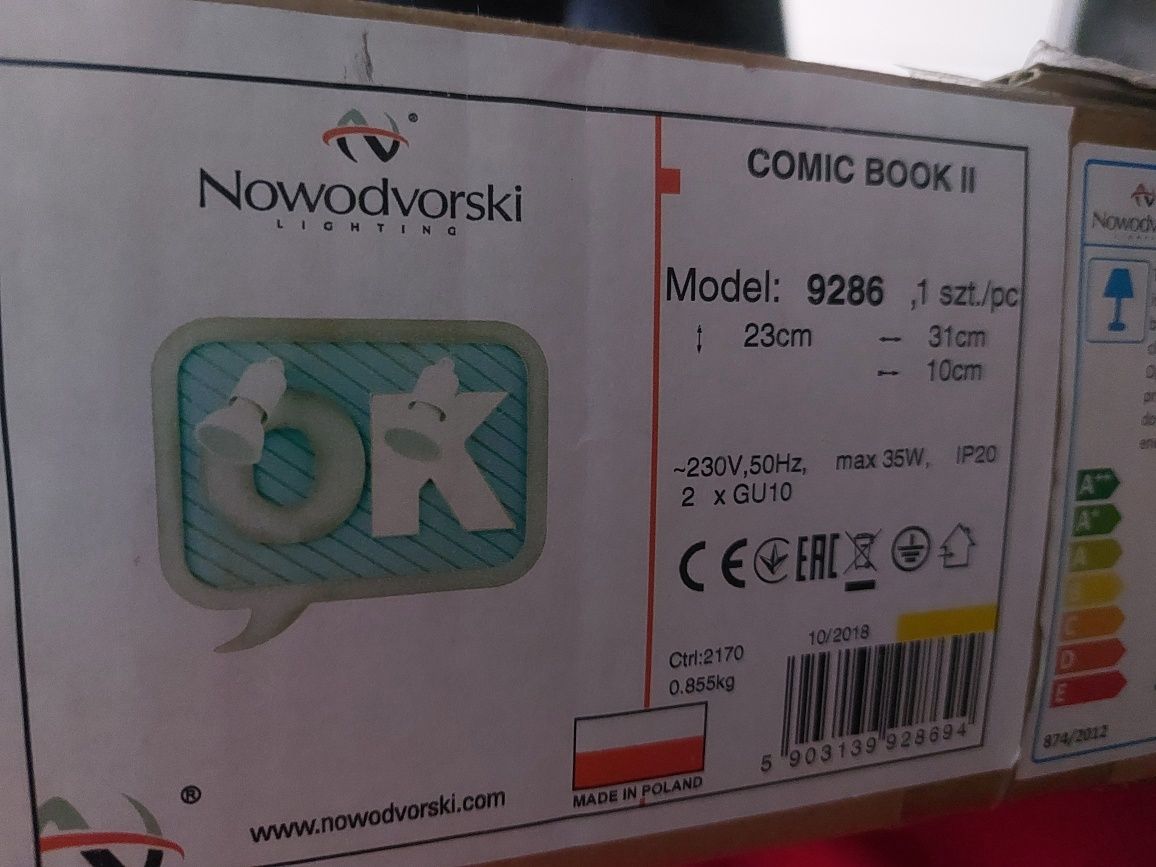 Nowodvorski
LIGHTING
OK
www.nowodvorski.com
COMIC BOOK II
Model: 9286 ,1 szt./pc
↕ 23cm ↔ 31cm
↔ 10cm
~230V,50Hz, max 35W, IP20
2 x GU10
CE EAC
Ctrl:2170
0.855kg
10/2018
5 903139 928694
MADE IN POLAND
Nowodv
A++
A+
A
B
C
D
E
874/2012